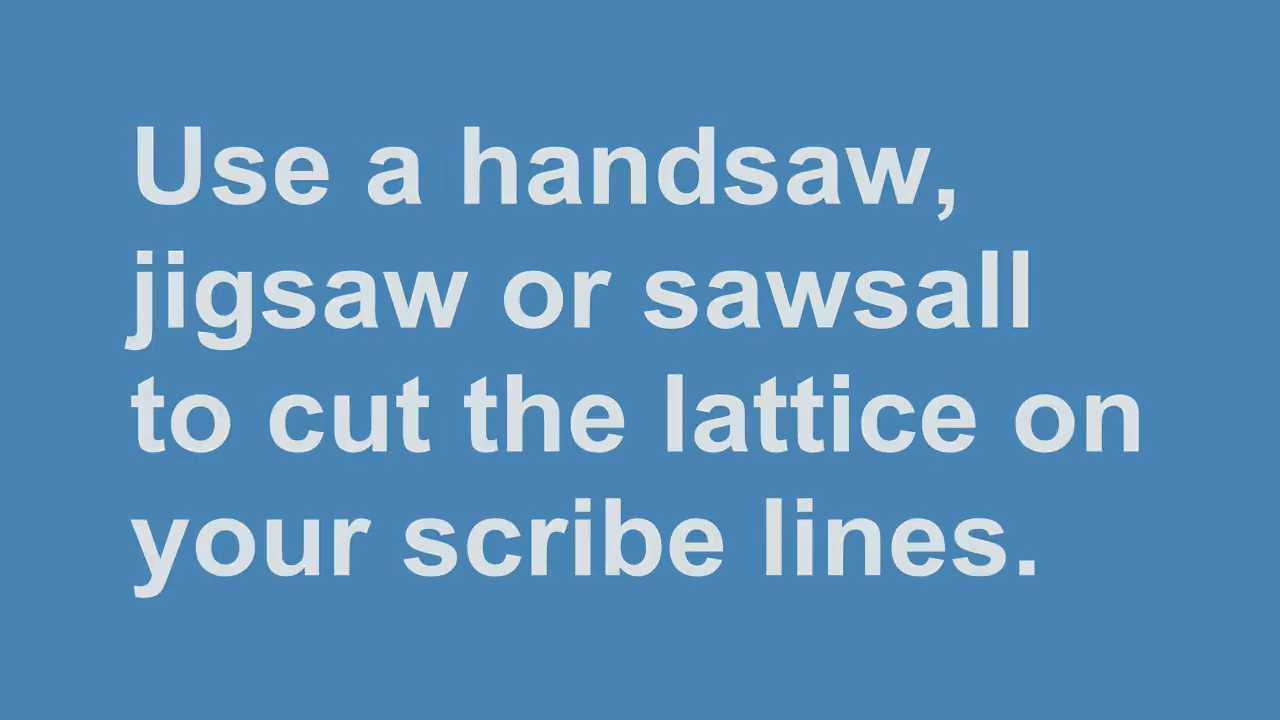 Use a handsaw,
jigsaw or sawsall
to cut the lattice on
your scribe lines.